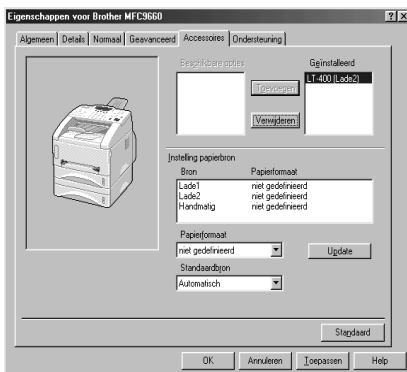 Eigenschappen voor Brother MFC9660
Algemeen Details Normaal Geavanceerd Accessoires Ondersteuning
Beschikbare opties
Geïnstalleerd
LT-400 (Lade2)
Toevoegen
Verwijderen
Instelling papierbron
Bron Papierformaat
Lade1 niet gedefinieerd
Lade2 niet gedefinieerd
Handmatig niet gedefinieerd
Papierformaat
niet gedefinieerd
Update
Standaardbron
Automatisch
Standaard
OK Annuleren Toepassen Help